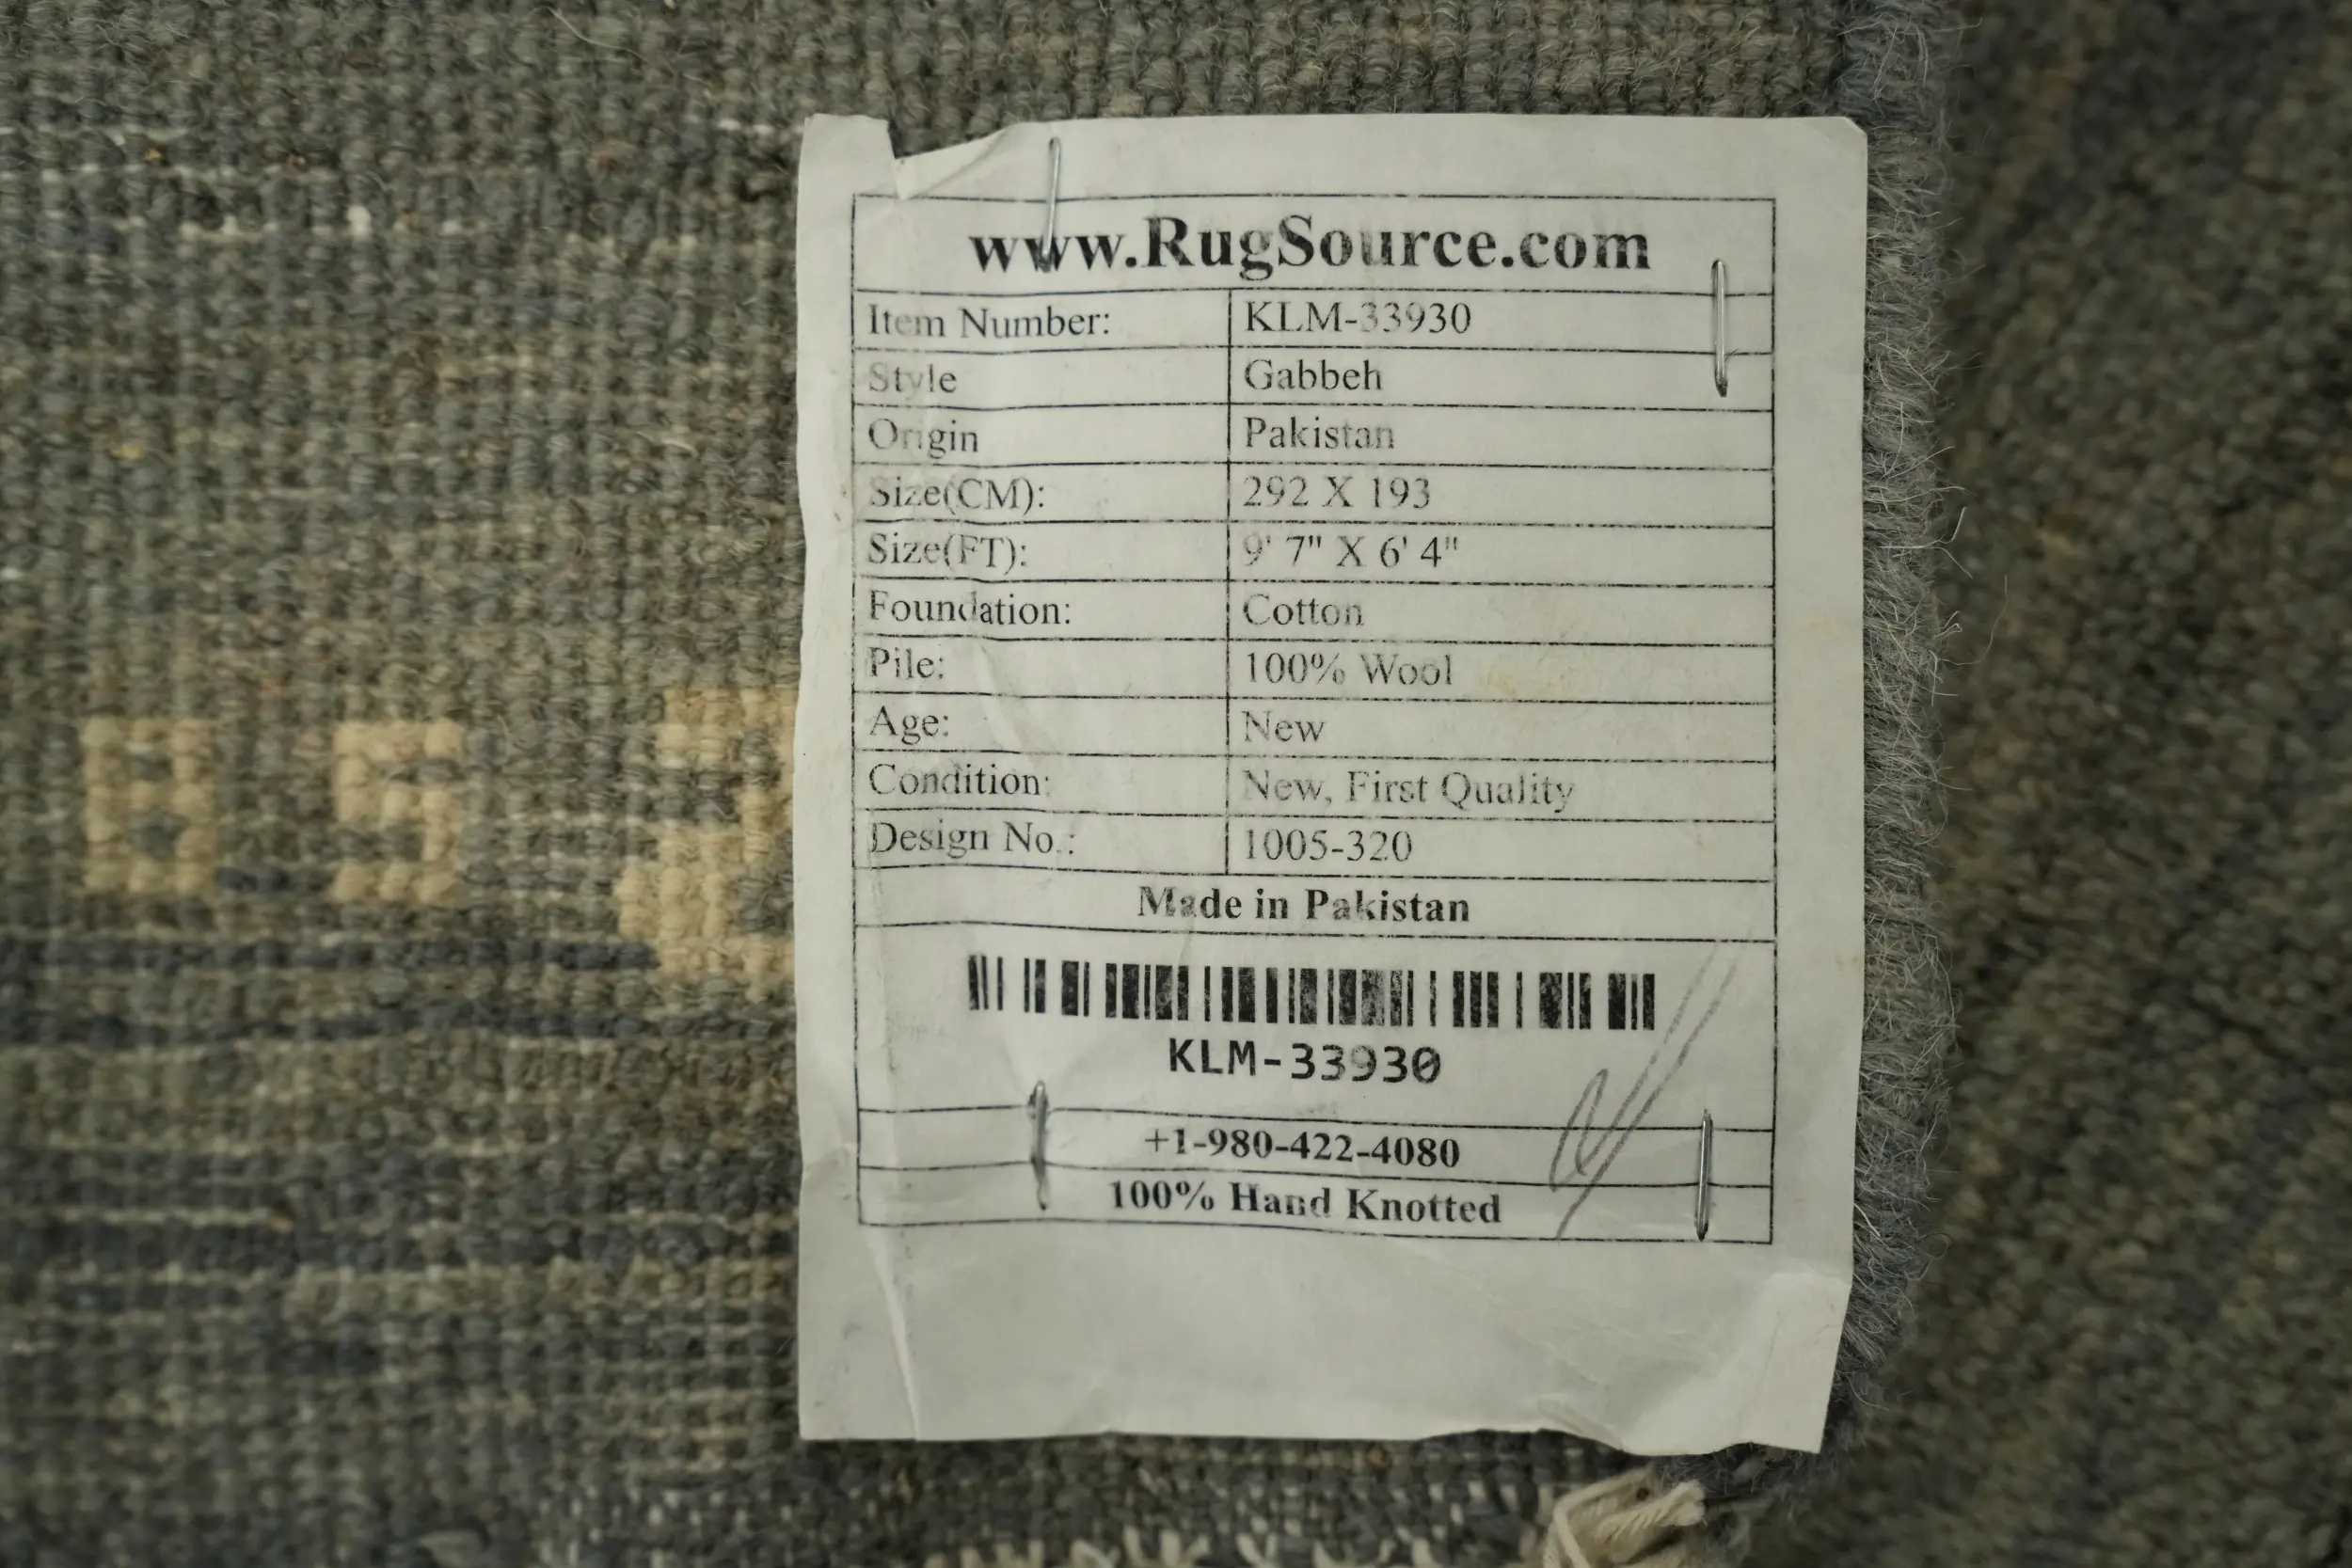 www.RugSource.com
Item Number: KLM-33930
Style Gabbeh
Origin Pakistan
Size(CM): 292 X 193
Size(FT): 9' 7" X 6' 4"
Foundation: Cotton
Pile: 100% Wool
Age: New
Condition: New, First Quality
Design No.: 1005-320
Made in Pakistan
KLM-33930
+1-980-422-4080
100% Hand Knotted